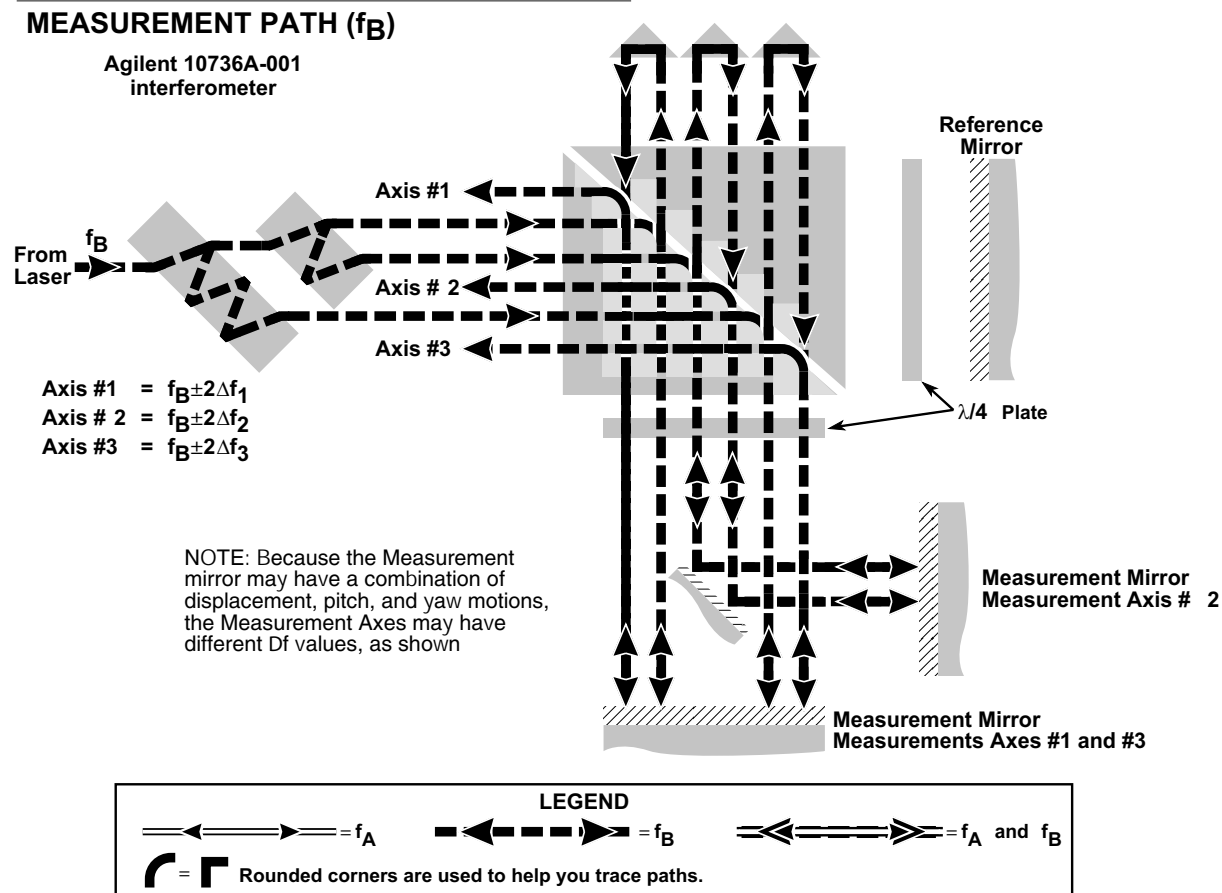 MEASUREMENT PATH (fB)
Agilent 10736A-001
interferometer
Reference
Mirror
Axis #1
fB
From
Laser
Axis # 2
Axis #3
Axis #1 = fB±2Δf1
Axis # 2 = fB±2Δf2
Axis #3 = fB±2Δf3
λ/4 Plate
NOTE: Because the Measurement
mirror may have a combination of
displacement, pitch, and yaw motions,
the Measurement Axes may have
different Df values, as shown
Measurement Mirror
Measurement Axis # 2
Measurement Mirror
Measurements Axes #1 and #3
LEGEND
= fA
= fB
= fA and fB
= Rounded corners are used to help you trace paths.